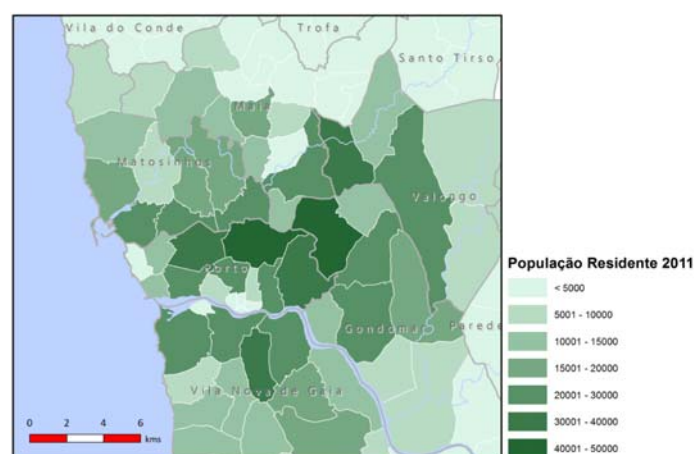 Vila do Conde
Trofa
Santo Tirso
Maia
Matosinhos
Valongo
Porto
Gondomar
Parede
Vila Nova de Gaia
0 2 4 6
kms
População Residente 2011
< 5000
5001 - 10000
10001 - 15000
15001 - 20000
20001 - 30000
30001 - 40000
40001 - 50000